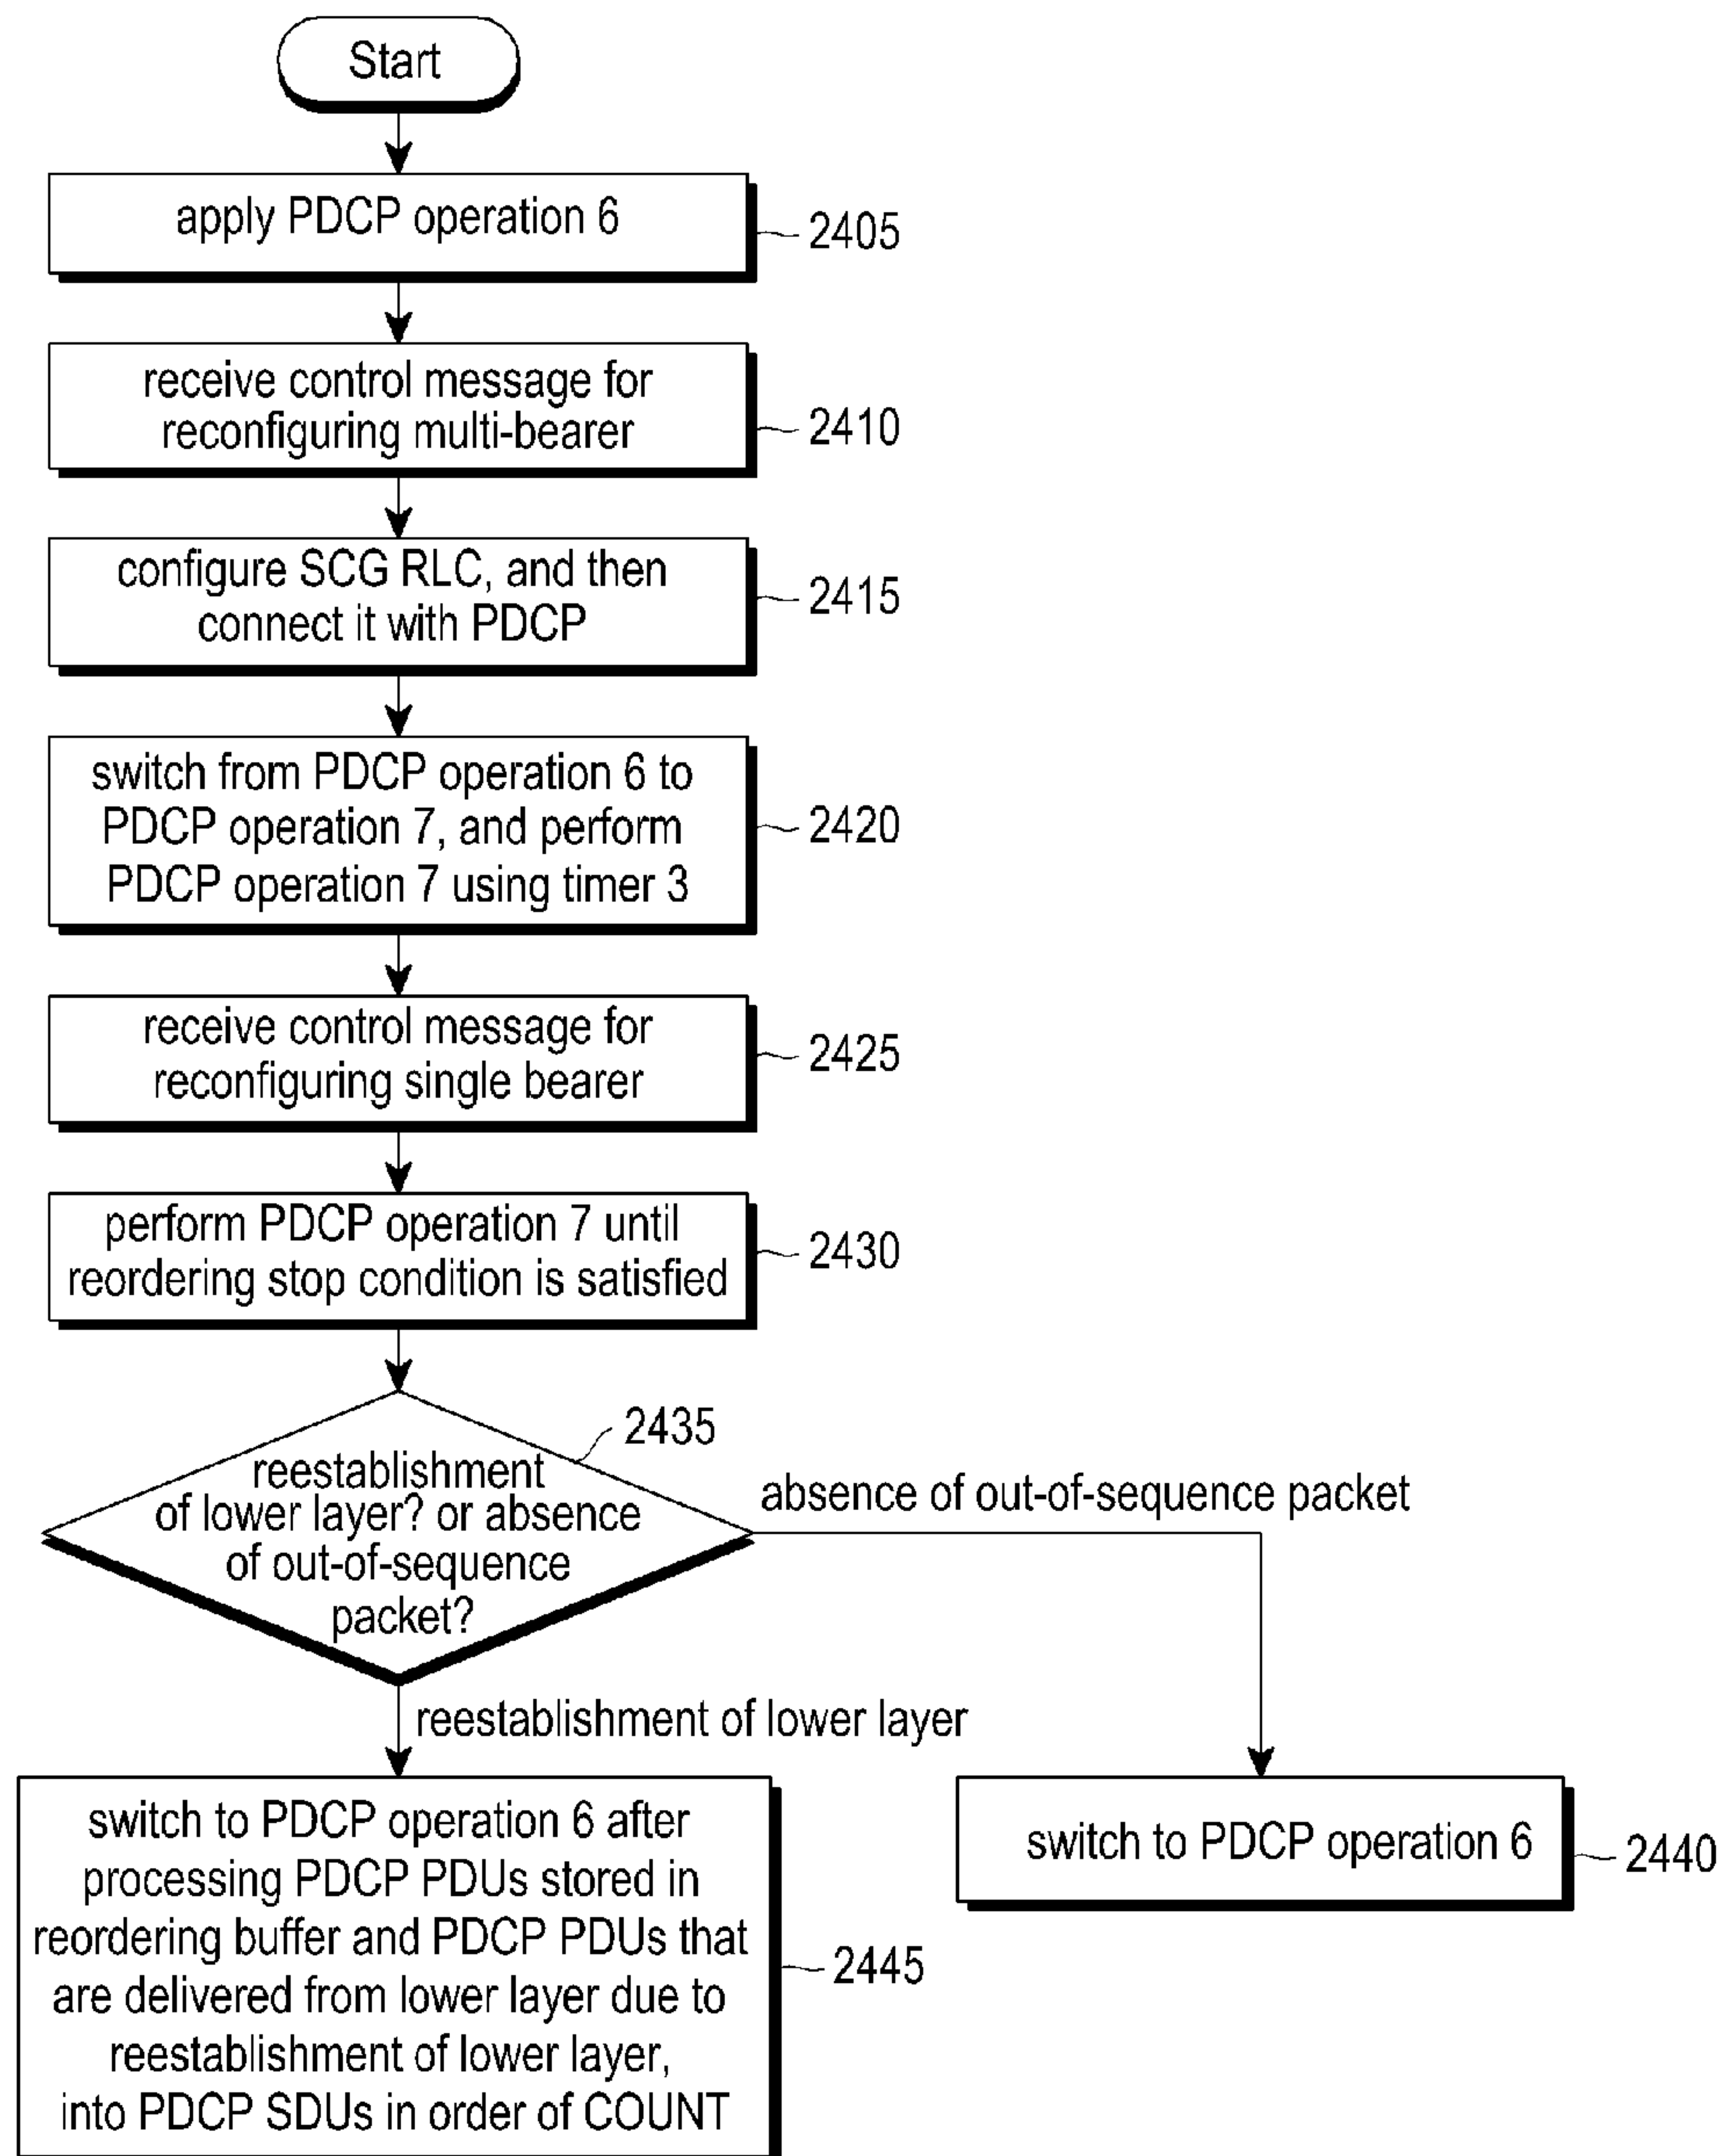 Start
apply PDCP operation 6
2405
receive control message for
reconfiguring multi-bearer
2410
configure SCG RLC, and then
connect it with PDCP
2415
switch from PDCP operation 6 to
PDCP operation 7, and perform
PDCP operation 7 using timer 3
2420
receive control message for
reconfiguring single bearer
2425
perform PDCP operation 7 until
reordering stop condition is satisfied
2430
2435
reestablishment
of lower layer? or absence
of out-of-sequence
packet?
absence of out-of-sequence packet
reestablishment of lower layer
switch to PDCP operation 6 after
processing PDCP PDUs stored in
reordering buffer and PDCP PDUs that
are delivered from lower layer due to
reestablishment of lower layer,
into PDCP SDUs in order of COUNT
2445
switch to PDCP operation 6
2440